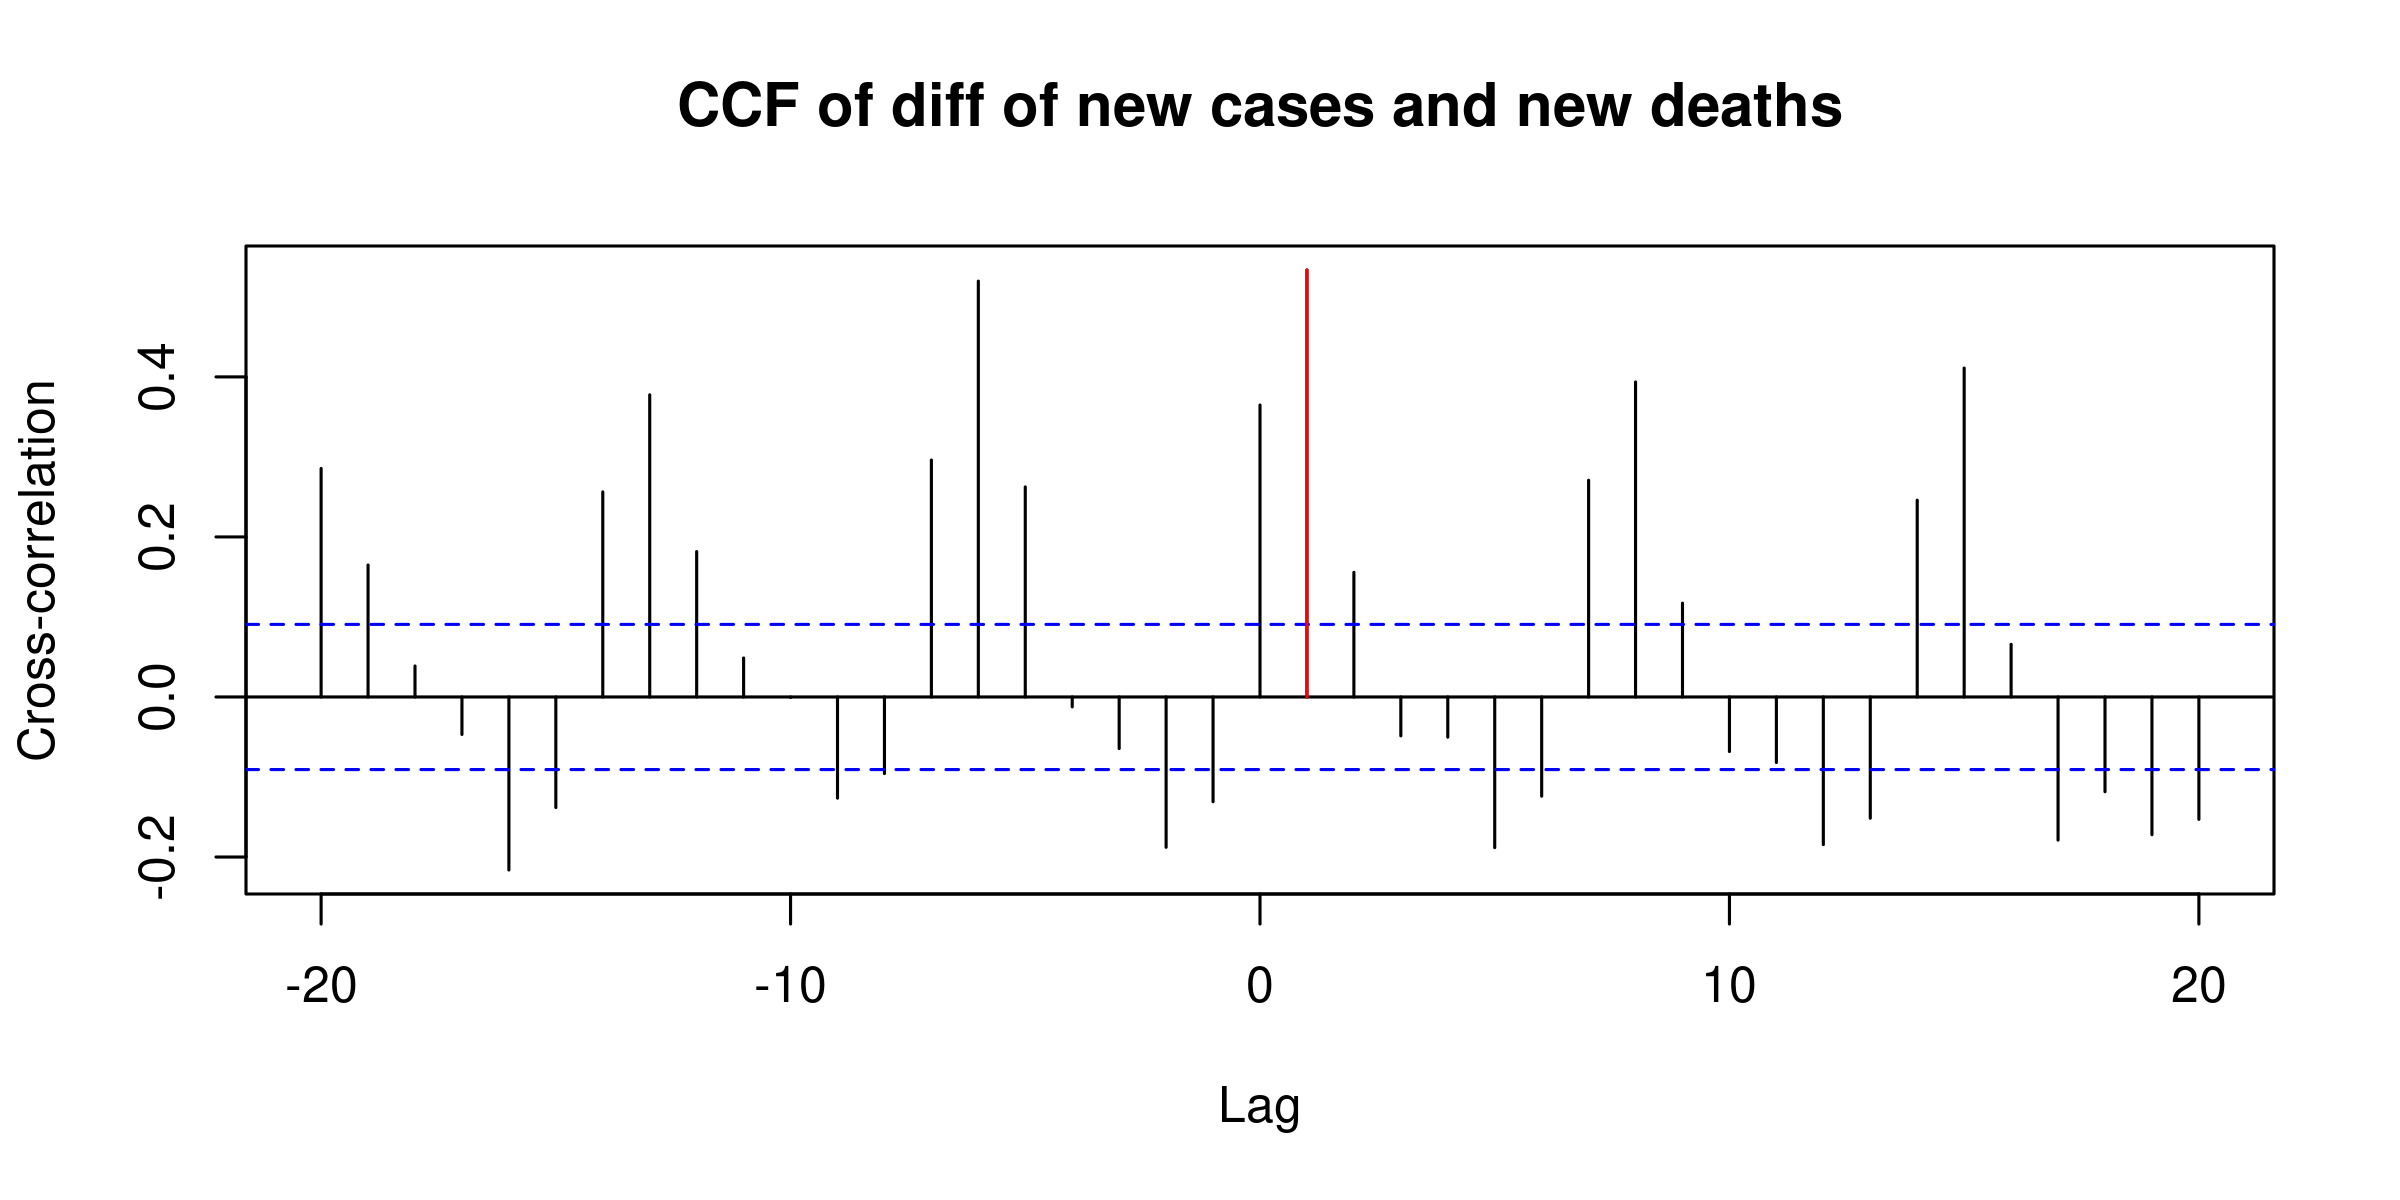 CCF of diff of new cases and new deaths
Cross-correlation
0.4
0.2
0.0
-0.2
-20 -10 0 10 20
Lag